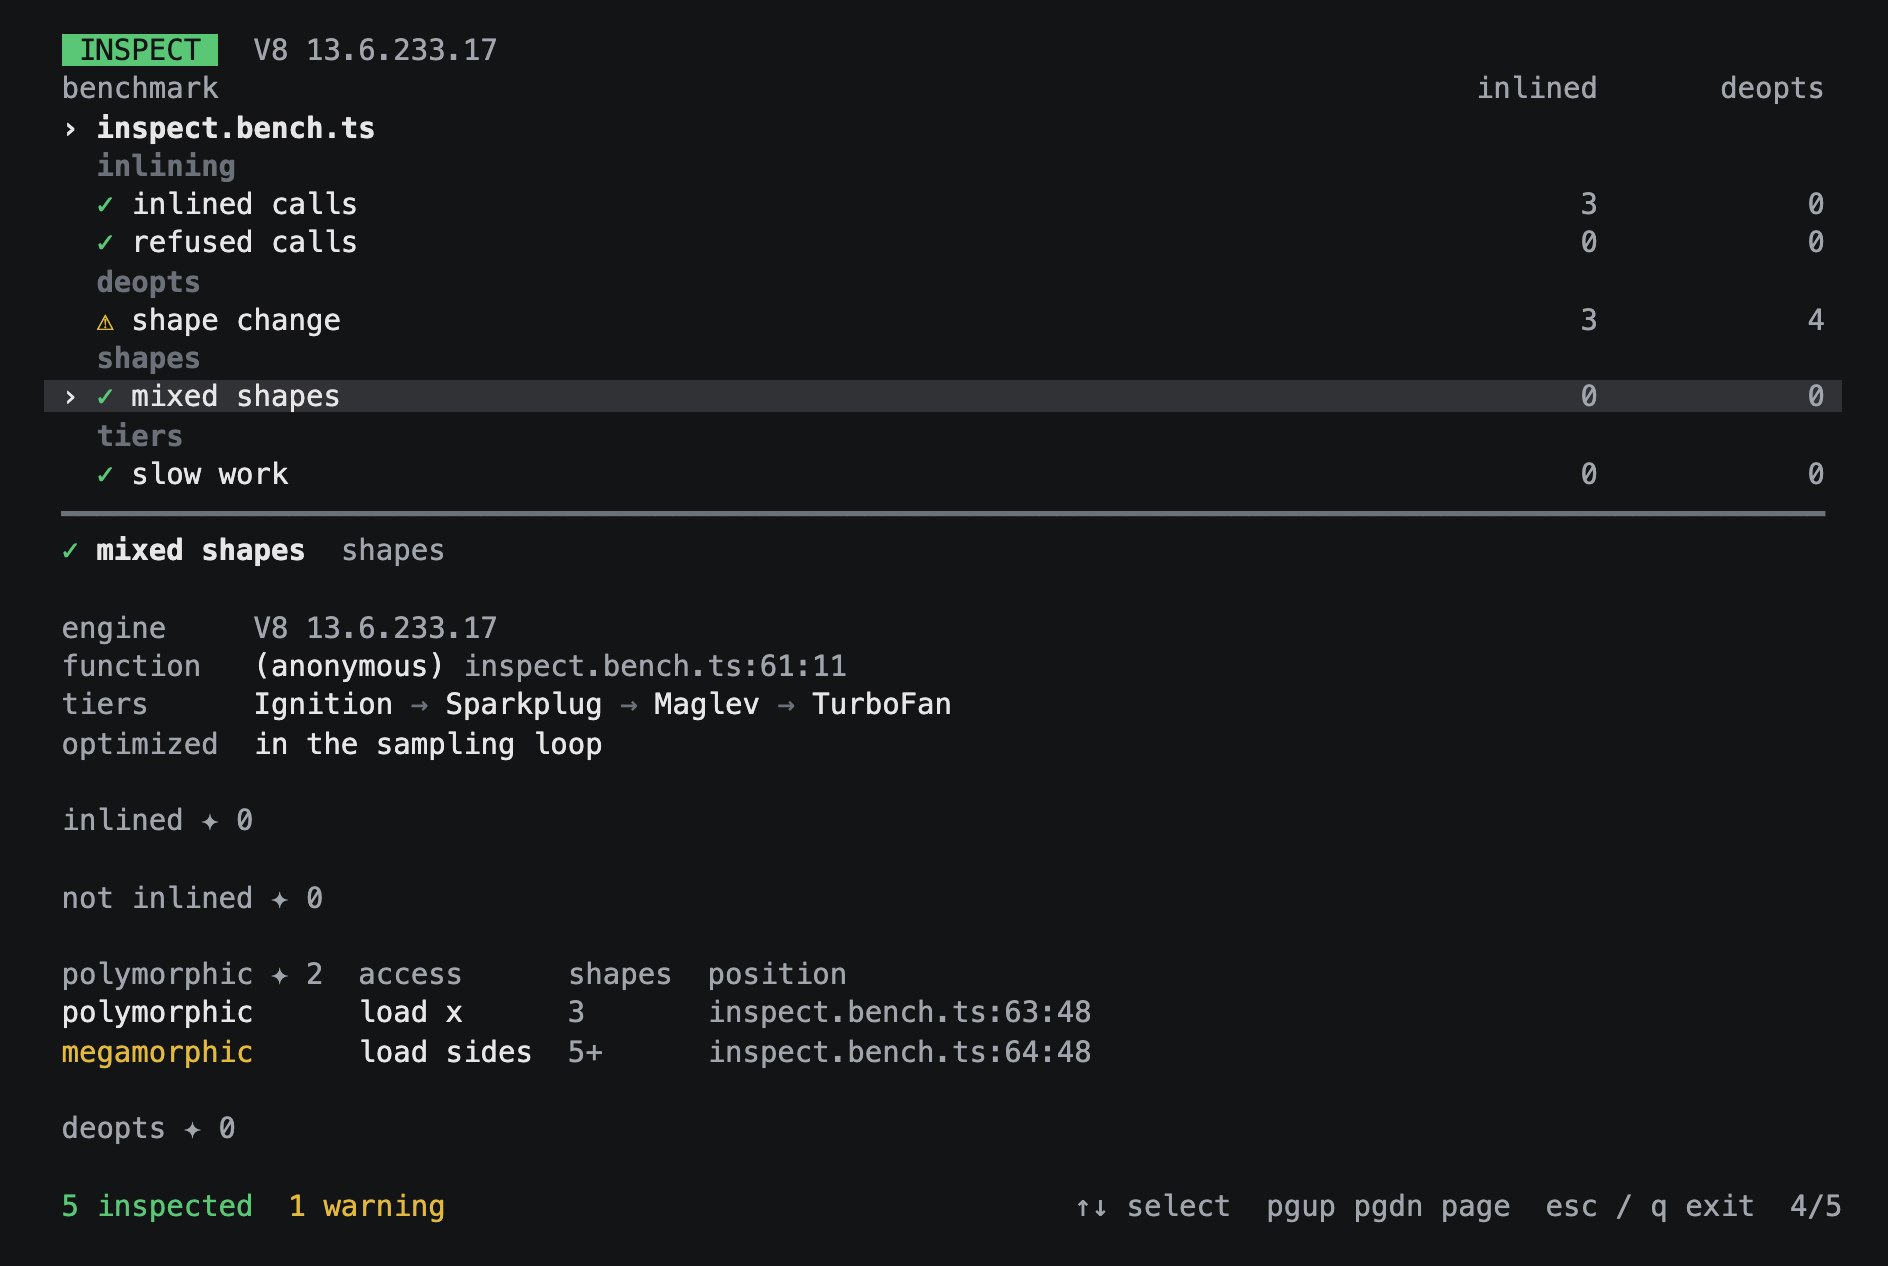 INSPECT V8 13.6.233.17
benchmark inlined deopts
› inspect.bench.ts
inlining
✓ inlined calls 3 0
✓ refused calls 0 0
deopts
⚠ shape change 3 4
shapes
› ✓ mixed shapes 0 0
tiers
✓ slow work 0 0
✓ mixed shapes shapes
engine V8 13.6.233.17
function (anonymous) inspect.bench.ts:61:11
tiers Ignition → Sparkplug → Maglev → TurboFan
optimized in the sampling loop
inlined ✦ 0
not inlined ✦ 0
polymorphic ✦ 2 access shapes position
polymorphic load x 3 inspect.bench.ts:63:48
megamorphic load sides 5+ inspect.bench.ts:64:48
deopts ✦ 0
5 inspected 1 warning ↑↓ select pgup pgdn page esc / q exit 4/5